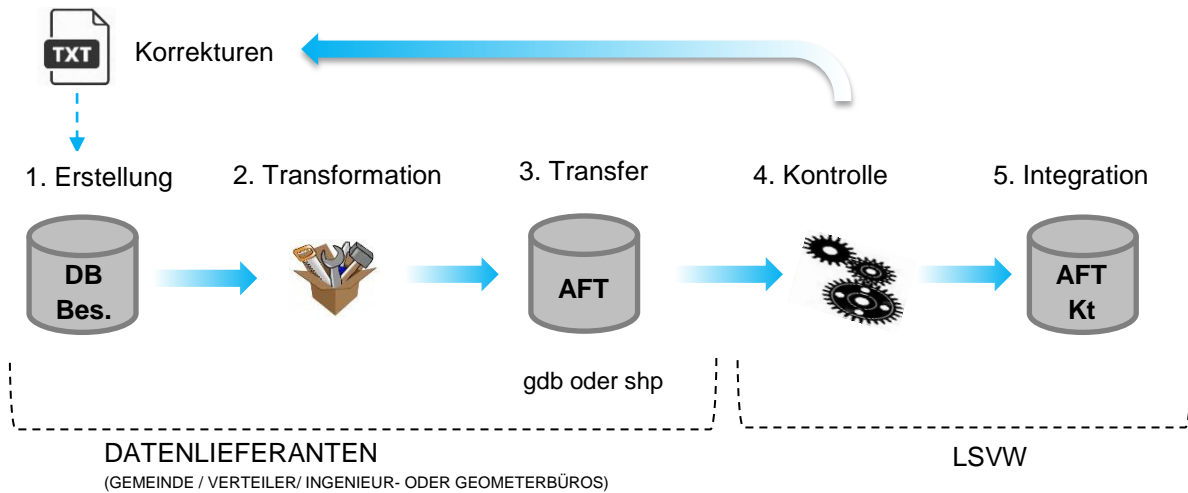 TXT
Korrekturen
1. Erstellung
2. Transformation
3. Transfer
4. Kontrolle
5. Integration
DB
Bes.
AFT
AFT
Kt
gdb oder shp
DATENLIEFERANTEN
(GEMEINDE / VERTEILER/ INGENIEUR- ODER GEOMETERBÜROS)
LSVW